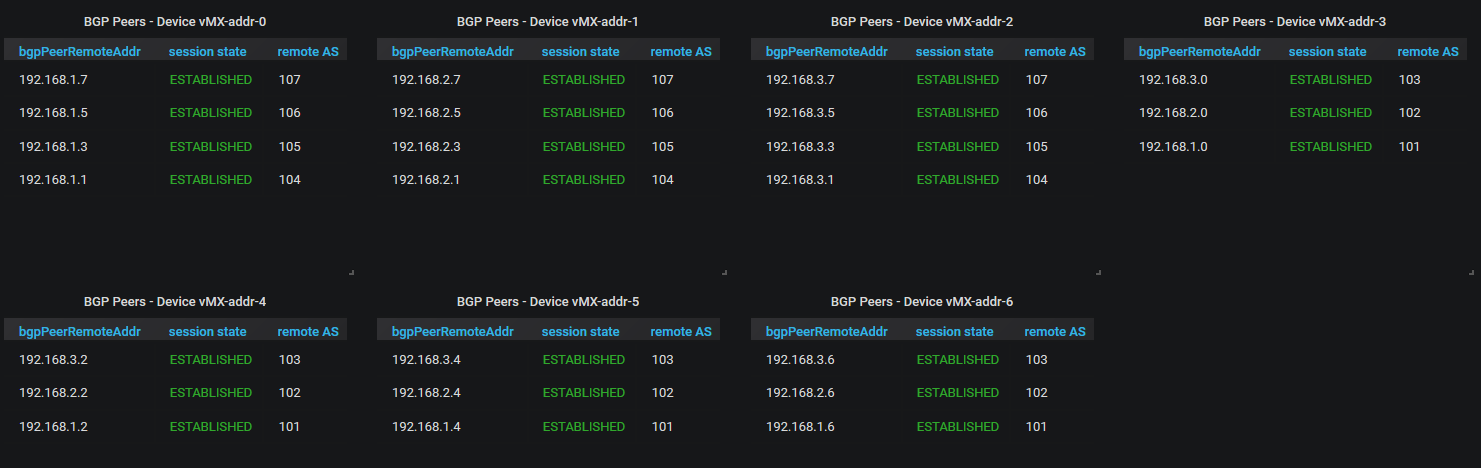 BGP Peers - Device vMX-addr-0
bgpPeerRemoteAddr session state remote AS
192.168.1.7 ESTABLISHED 107
192.168.1.5 ESTABLISHED 106
192.168.1.3 ESTABLISHED 105
192.168.1.1 ESTABLISHED 104
BGP Peers - Device vMX-addr-1
bgpPeerRemoteAddr session state remote AS
192.168.2.7 ESTABLISHED 107
192.168.2.5 ESTABLISHED 106
192.168.2.3 ESTABLISHED 105
192.168.2.1 ESTABLISHED 104
BGP Peers - Device vMX-addr-2
bgpPeerRemoteAddr session state remote AS
192.168.3.7 ESTABLISHED 107
192.168.3.5 ESTABLISHED 106
192.168.3.3 ESTABLISHED 105
192.168.3.1 ESTABLISHED 104
BGP Peers - Device vMX-addr-3
bgpPeerRemoteAddr session state remote AS
192.168.3.0 ESTABLISHED 103
192.168.2.0 ESTABLISHED 102
192.168.1.0 ESTABLISHED 101
BGP Peers - Device vMX-addr-4
bgpPeerRemoteAddr session state remote AS
192.168.3.2 ESTABLISHED 103
192.168.2.2 ESTABLISHED 102
192.168.1.2 ESTABLISHED 101
BGP Peers - Device vMX-addr-5
bgpPeerRemoteAddr session state remote AS
192.168.3.4 ESTABLISHED 103
192.168.2.4 ESTABLISHED 102
192.168.1.4 ESTABLISHED 101
BGP Peers - Device vMX-addr-6
bgpPeerRemoteAddr session state remote AS
192.168.3.6 ESTABLISHED 103
192.168.2.6 ESTABLISHED 102
192.168.1.6 ESTABLISHED 101